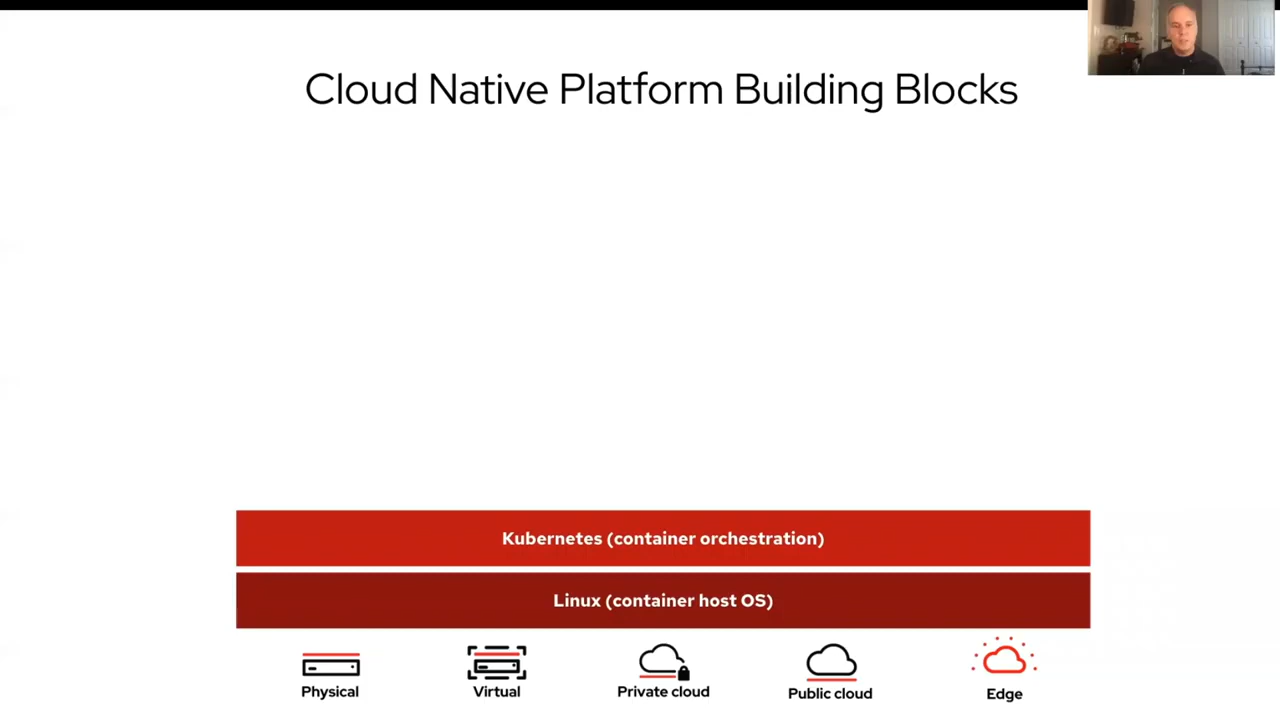 Cloud Native Platform Building Blocks
Kubernetes (container orchestration)
Linux (container host OS)
Physical
Virtual
Private cloud
Public cloud
Edge